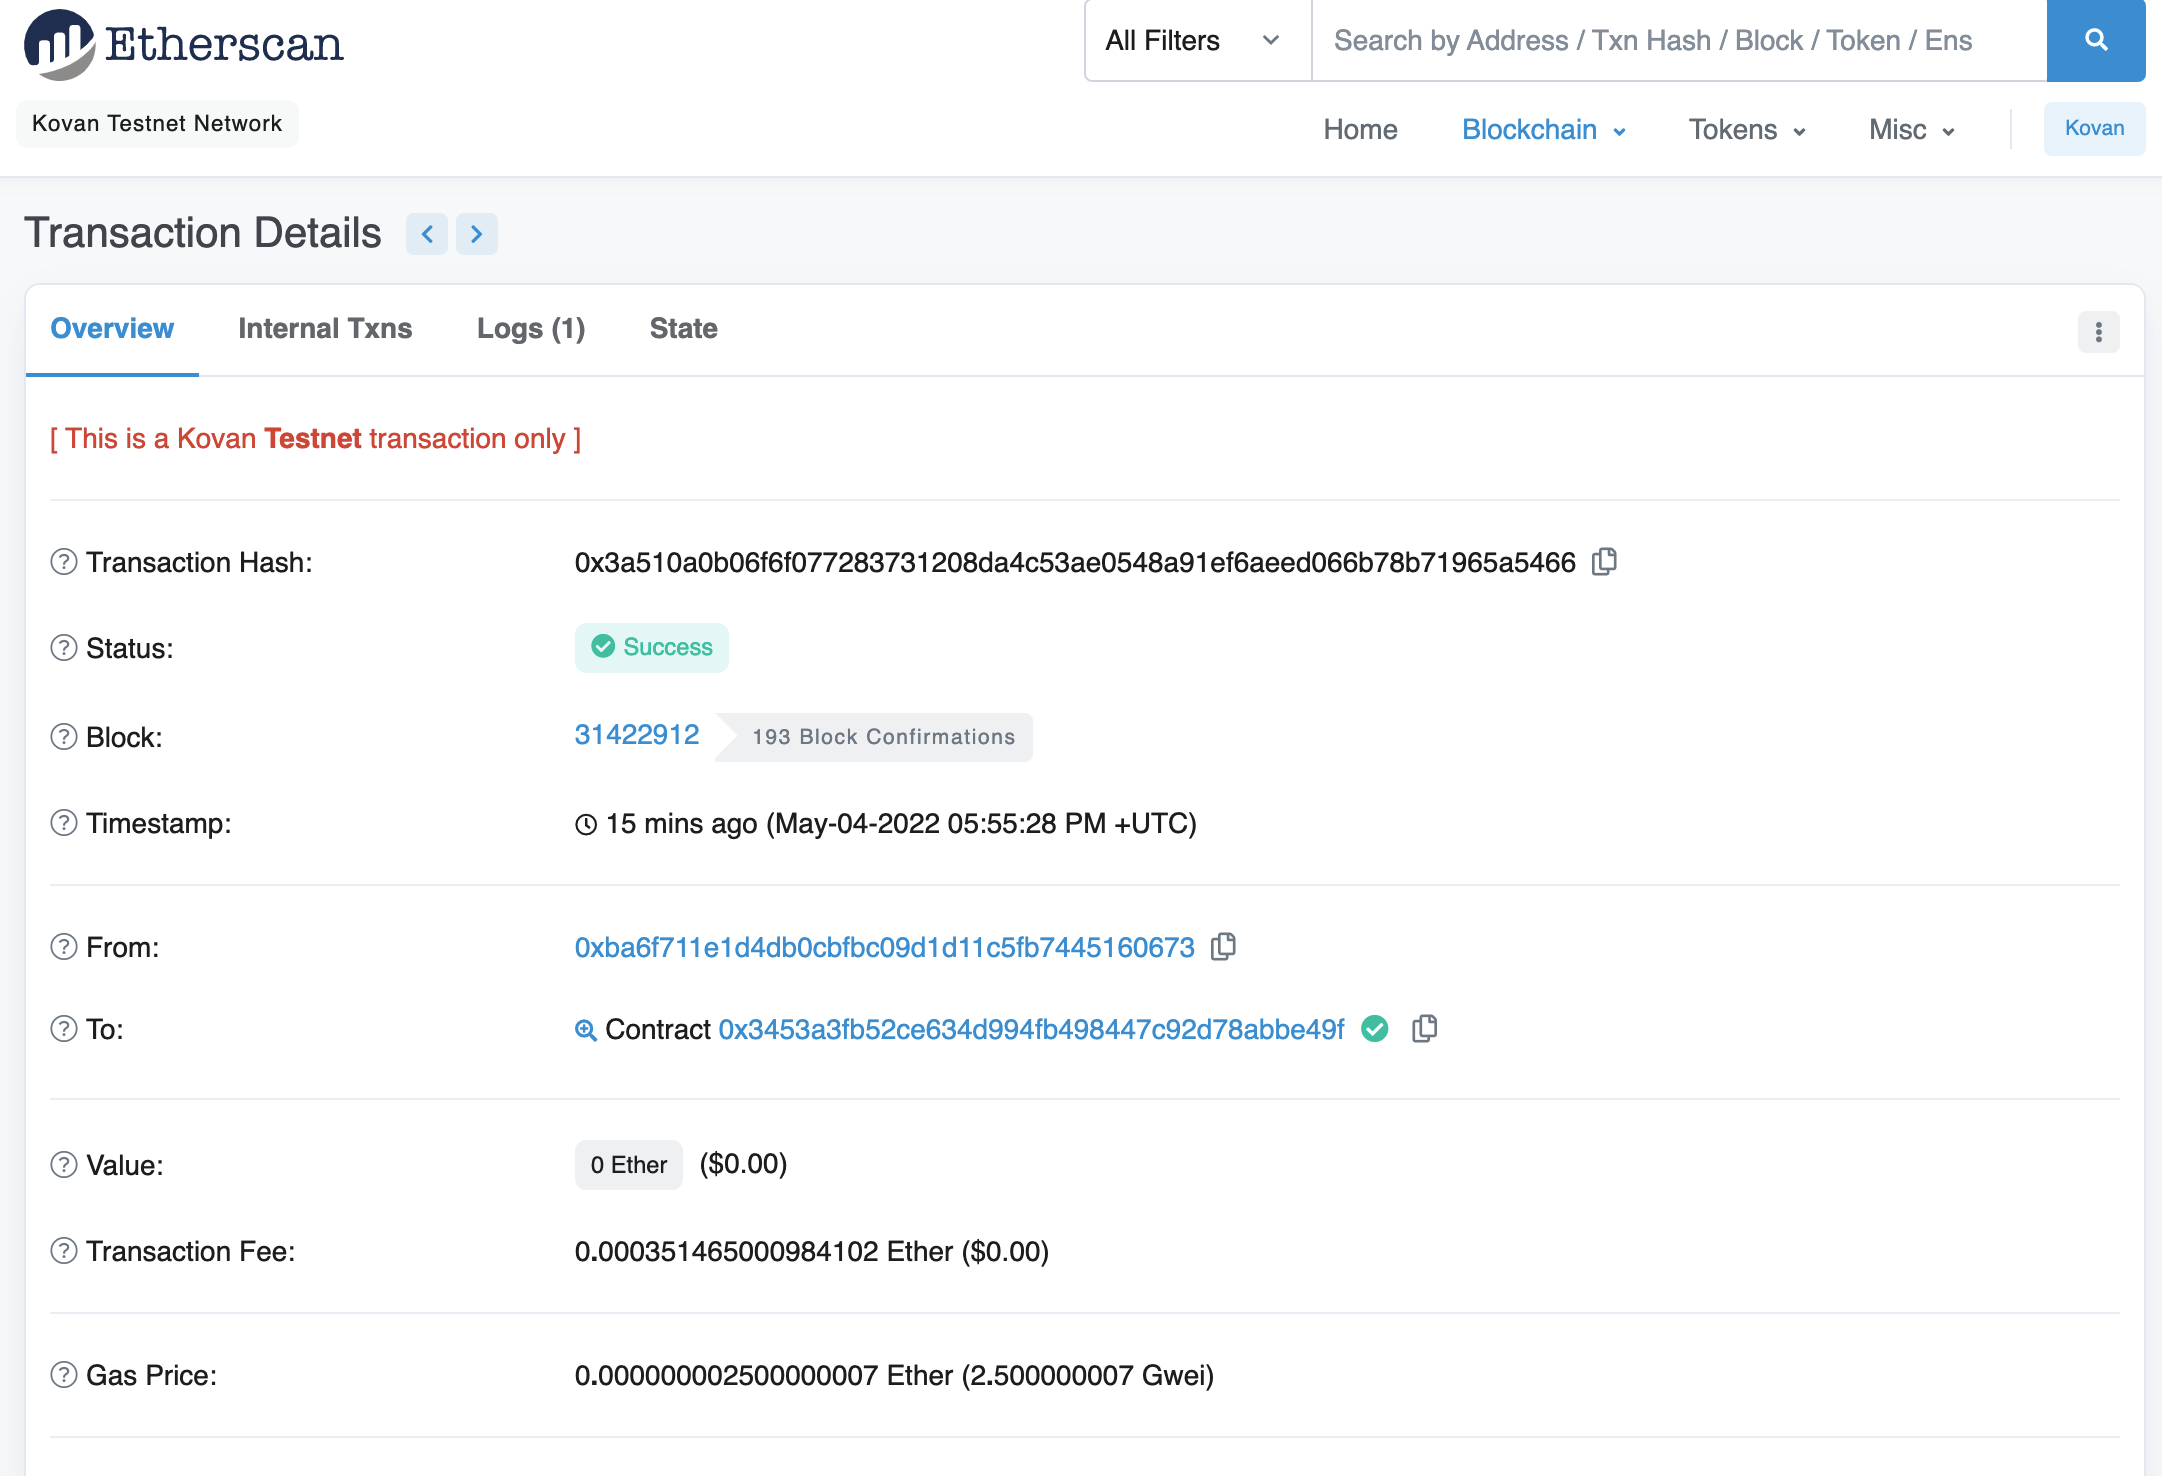 Etherscan
All Filters
Search by Address / Txn Hash / Block / Token / Ens
Kovan Testnet Network
Home Blockchain Tokens Misc Kovan
Transaction Details
Overview Internal Txns Logs (1) State
[ This is a Kovan Testnet transaction only ]
Transaction Hash: 0x3a510a0b06f6f077283731208da4c53ae0548a91ef6aeed066b78b71965a5466
Status: Success
Block: 31422912 193 Block Confirmations
Timestamp: 15 mins ago (May-04-2022 05:55:28 PM +UTC)
From: 0xba6f711e1d4db0cbfbc09d1d11c5fb7445160673
To: Contract 0x3453a3fb52ce634d994fb498447c92d78abbe49f
Value: 0 Ether ($0.00)
Transaction Fee: 0.000351465000984102 Ether ($0.00)
Gas Price: 0.000000002500000007 Ether (2.500000007 Gwei)